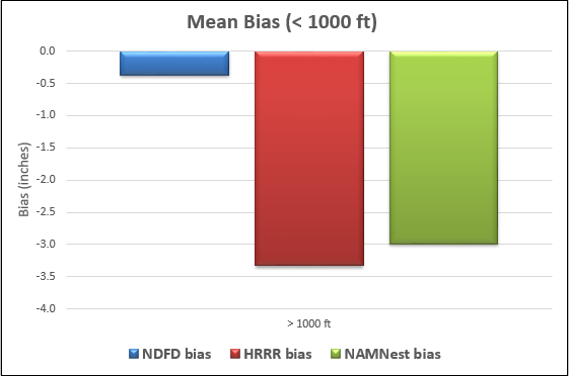 Mean Bias (< 1000 ft)
0.0
-0.5
-1.0
-1.5
-2.0
-2.5
-3.0
-3.5
-4.0
Bias (inches)
> 1000 ft
NDFD bias HRRR bias NAMNest bias